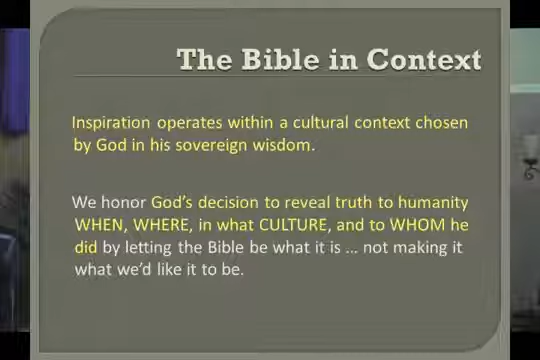 The Bible in Context
Inspiration operates within a cultural context chosen
by God in his sovereign wisdom.
We honor God's decision to reveal truth to humanity
WHEN, WHERE, in what CULTURE, and to WHOM he
did by letting the Bible be what it is … not making it
what we'd like it to be.